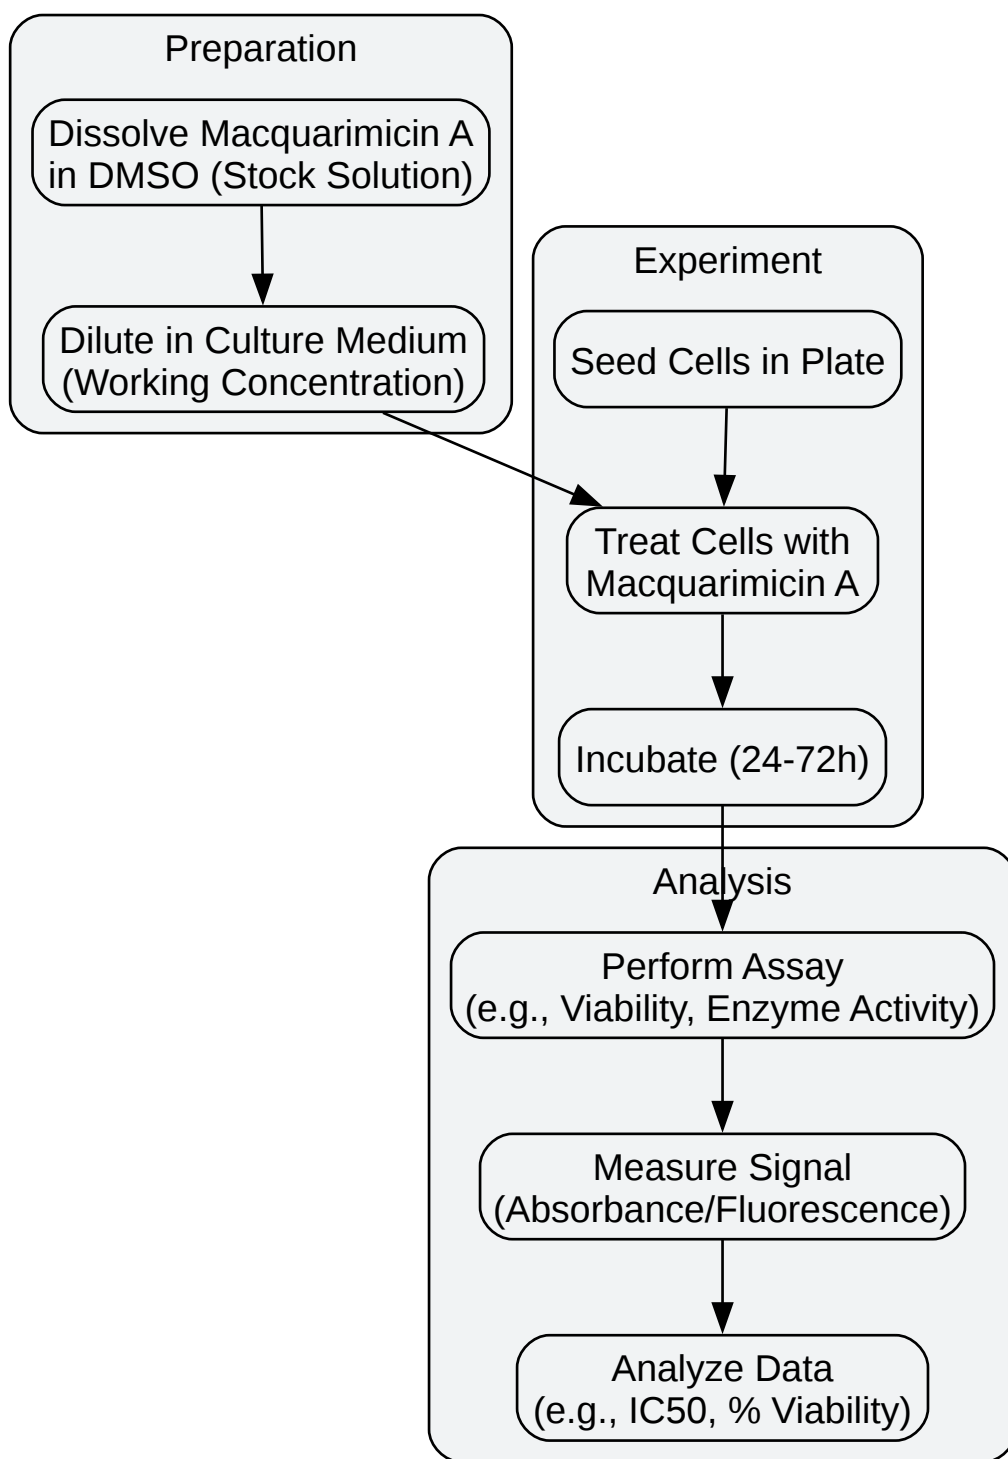 Preparation
Dissolve Macquarimicin A
in DMSO (Stock Solution)
Dilute in Culture Medium
(Working Concentration)
Experiment
Seed Cells in Plate
Treat Cells with
Macquarimicin A
Incubate (24-72h)
Analysis
Perform Assay
(e.g., Viability, Enzyme Activity)
Measure Signal
(Absorbance/Fluorescence)
Analyze Data
(e.g., IC50, % Viability)